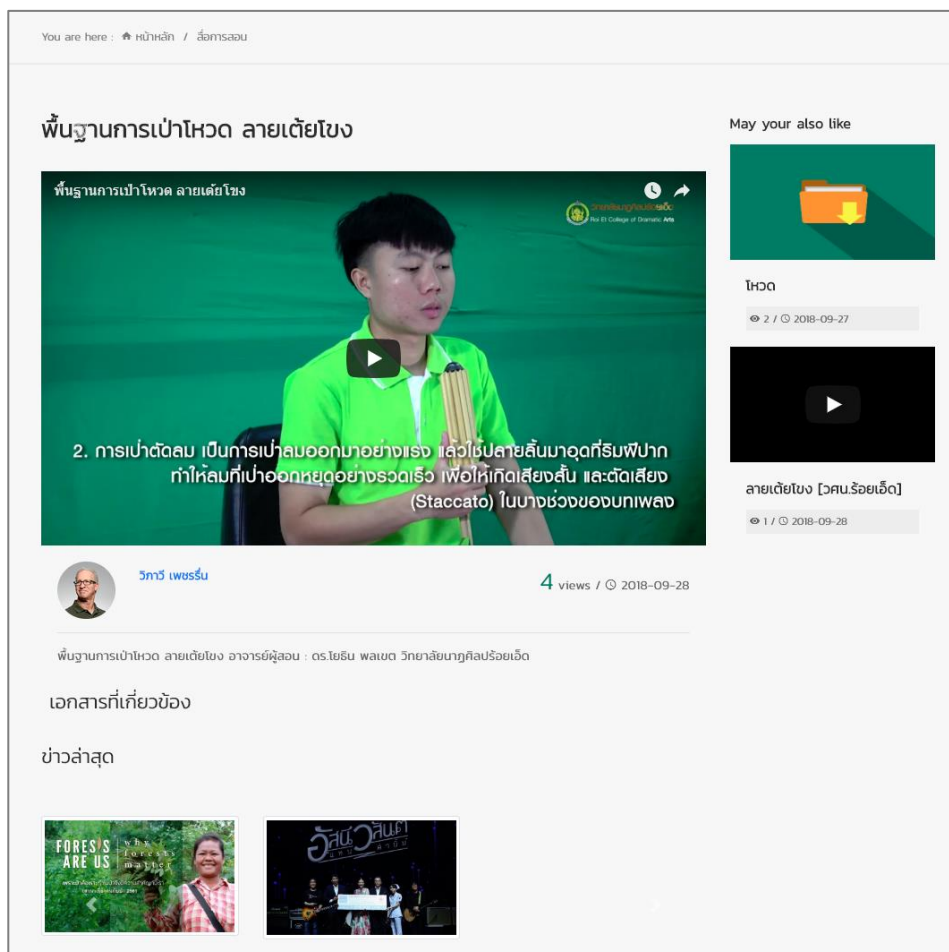 You are here : หน้าหลัก / สื่อการสอน
พื้นฐานการเป่าโหวด ลายเต้ยโขง
พื้นฐานการเป่าโหวด ลายเต้ยโขง
วิทยาลัยนาฏศิลปร้อยเอ็ด
Roi Et College of Dramatic Arts
2. การเป่าตัดลม เป็นการเป่าลมออกมาอย่างแรง แล้วใช้ปลายลิ้นมาอุดที่ริมฝีปาก
ทำให้ลมที่เป่าออกหยุดอย่างรวดเร็ว เพื่อให้เกิดเสียงสั้น และตัดเสียง
(Staccato) ในบางช่วงของบทเพลง
วิภาวี เพชรรื่น
4 views / 2018-09-28
พื้นฐานการเป่าโหวด ลายเต้ยโขง อาจารย์ผู้สอน : ดร.โยธิน พลเขต วิทยาลัยนาฏศิลปร้อยเอ็ด
เอกสารที่เกี่ยวข้อง
ข่าวล่าสุด
FORESTS
ARE US
why
forests
matter
อัสนี วสันต์
May your also like
โหวด
2 / 2018-09-27
ลายเต้ยโขง [วศน.ร้อยเอ็ด]
1 / 2018-09-28